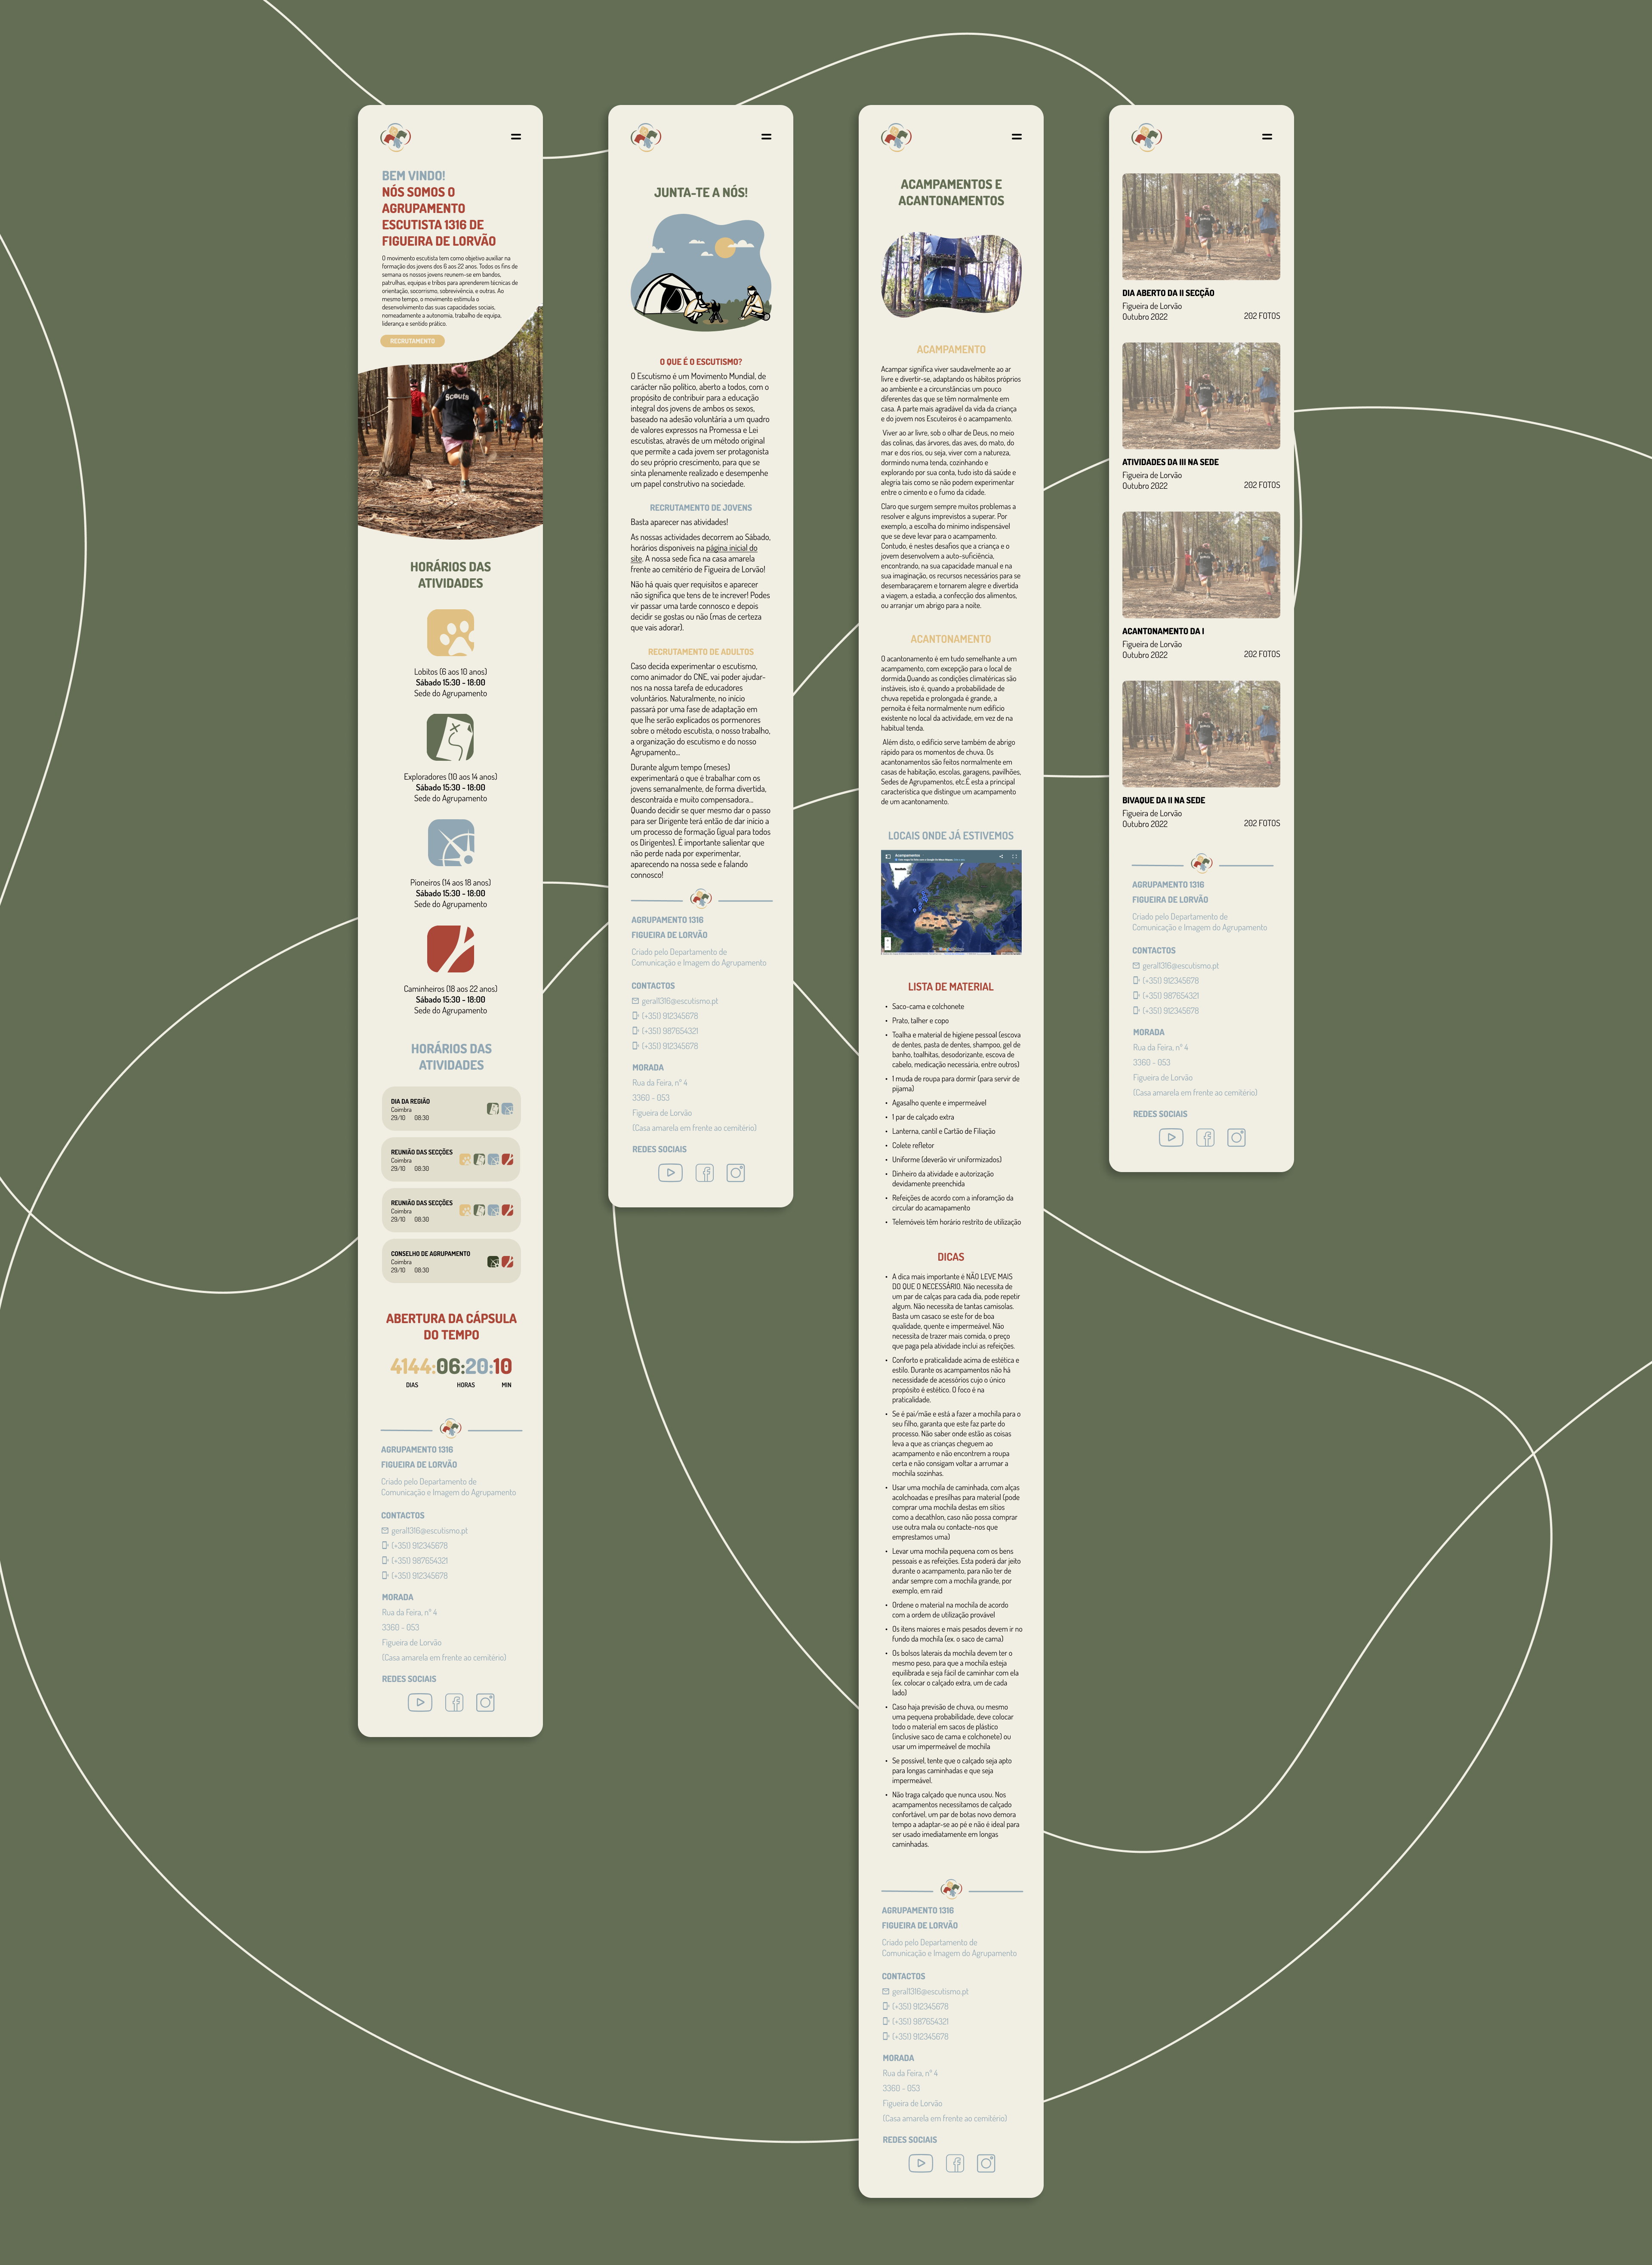 BEM VINDO!
NÓS SOMOS O
AGRUPAMENTO
ESCUTISTA 1316 DE
FIGUEIRA DE LORVÃO
O movimento escutista tem como objetivo auxiliar na
formação dos jovens dos 6 aos 22 anos. Todos os fins de
semana os nossos jovens reunem-se em bandos,
patrulhas, equipas e tribos para aprenderem técnicas de
orientação, socorrismo, sobrevivência, e outras. Ao
mesmo tempo, o movimento estimula o
desenvolvimento das suas capacidades sociais,
nomeadamente a autonomia, trabalho de equipa,
liderança e sentido prático.
RECRUTAMENTO
Scouts
HORÁRIOS DAS
ATIVIDADES
Lobitos (6 aos 10 anos)
Sábado 15:30 - 18:00
Sede do Agrupamento
Exploradores (10 aos 14 anos)
Sábado 15:30 - 18:00
Sede do Agrupamento
Pioneiros (14 aos 18 anos)
Sábado 15:30 - 18:00
Sede do Agrupamento
Caminheiros (18 aos 22 anos)
Sábado 15:30 - 18:00
Sede do Agrupamento
HORÁRIOS DAS
ATIVIDADES
DIA DA REGIÃO
Coimbra
29/10 08:30
REUNIÃO DAS SECÇÕES
Coimbra
29/10 08:30
REUNIÃO DAS SECÇÕES
Coimbra
29/10 08:30
CONSELHO DE AGRUPAMENTO
Coimbra
29/10 08:30
ABERTURA DA CÁPSULA
DO TEMPO
4144:06:20:10
DIAS HORAS MIN
AGRUPAMENTO 1316
FIGUEIRA DE LORVÃO
Criado pelo Departamento de
Comunicação e Imagem do Agrupamento
CONTACTOS
geral1316@escutismo.pt
(+351) 912345678
(+351) 987654321
(+351) 912345678
MORADA
Rua da Feira, nº 4
3360 - 053
Figueira de Lorvão
(Casa amarela em frente ao cemitério)
REDES SOCIAIS
JUNTA-TE A NÓS!
O QUE É O ESCUTISMO?
O Escutismo é um Movimento Mundial, de
carácter não político, aberto a todos, com o
propósito de contribuir para a educação
integral dos jovens de ambos os sexos,
baseado na adesão voluntária a um quadro
de valores expressos na Promessa e Lei
escutistas, através de um método original
que permite a cada jovem ser protagonista
do seu próprio crescimento, para que se
sinta plenamente realizado e desempenhe
um papel construtivo na sociedade.
RECRUTAMENTO DE JOVENS
Basta aparecer nas atividades!
As nossas actividades decorrem ao Sábado,
horários disponiveis na página inicial do
site. A nossa sede fica na casa amarela
frente ao cemitério de Figueira de Lorvão!
Não há quais quer requisitos e aparecer
não significa que tens de te increver! Podes
vir passar uma tarde connosco e depois
decidir se gostas ou não (mas de certeza
que vais adorar).
RECRUTAMENTO DE ADULTOS
Caso decida experimentar o escutismo,
como animador do CNE, vai poder ajudar-
nos na nossa tarefa de educadores
voluntários. Naturalmente, no início
passará por uma fase de adaptação em
que lhe serão explicados os pormenores
sobre o método escutista, o nosso trabalho,
a organização do escutismo e do nosso
Agrupamento...
Durante algum tempo (meses)
experimentará o que é trabalhar com os
jovens semanalmente, de forma divertida,
descontraída e muito compensadora...
Quando decidir se quer mesmo dar o passo
para ser Dirigente terá então de dar início a
um processo de formação (igual para todos
os Dirigentes). É importante salientar que
não perde nada por experimentar,
aparecendo na nossa sede e falando
connosco!
AGRUPAMENTO 1316
FIGUEIRA DE LORVÃO
Criado pelo Departamento de
Comunicação e Imagem do Agrupamento
CONTACTOS
geral1316@escutismo.pt
(+351) 912345678
(+351) 987654321
(+351) 912345678
MORADA
Rua da Feira, nº 4
3360 - 053
Figueira de Lorvão
(Casa amarela em frente ao cemitério)
REDES SOCIAIS
ACAMPAMENTOS E
ACANTONAMENTOS
ACAMPAMENTO
Acampar significa viver saudavelmente ao ar
livre e divertir-se, adaptando os hábitos próprios
ao ambiente e a circunstâncias um pouco
diferentes das que se têm normalmente em
casa. A parte mais agradável da vida da criança
e do jovem nos Escuteiros é o acampamento.
Viver ao ar livre, sob o olhar de Deus, no meio
das colinas, das árvores, das aves, do mato, do
mar e dos rios, ou seja, viver com a natureza,
dormindo numa tenda, cozinhando e
explorando por sua conta, tudo isto dá saúde e
alegria tais como se não podem experimentar
entre o cimento e o fumo da cidade.
Claro que surgem sempre muitos problemas a
resolver e alguns imprevistos a superar. Por
exemplo, a escolha do mínimo indispensável
que se deve levar para o acampamento.
Contudo, é nestes desafios que a criança e o
jovem desenvolvem a auto-suficiência,
encontrando, na sua capacidade manual e na
sua imaginação, os recursos necessários para se
desembaraçarem e tornarem alegre e divertida
a viagem, a estadia, a confecção dos alimentos,
ou arranjar um abrigo para a noite.
ACANTONAMENTO
O acantonamento é em tudo semelhante a um
acampamento, com excepção para o local de
dormida.Quando as condições climatéricas são
instáveis, isto é, quando a probabilidade de
chuva repetida e prolongada é grande, a
pernoita é feita normalmente num edifício
existente no local da actividade, em vez de na
habitual tenda.
Além disto, o edifício serve também de abrigo
rápido para os momentos de chuva. Os
acantonamentos são feitos normalmente em
casas de habitação, escolas, garagens, pavilhões,
Sedes de Agrupamentos, etc.É esta a principal
característica que distingue um acampamento
de um acantonamento.
LOCAIS ONDE JÁ ESTIVEMOS
Acampamentos
LISTA DE MATERIAL
• Saco-cama e colchonete
• Prato, talher e copo
• Toalha e material de higiene pessoal (escova
de dentes, pasta de dentes, shampoo, gel de
banho, toalhitas, desodorizante, escova de
cabelo, medicação necessária, entre outros)
• 1 muda de roupa para dormir (para servir de
pijama)
• Agasalho quente e impermeável
• 1 par de calçado extra
• Lanterna, cantil e Cartão de Filiação
• Colete refletor
• Uniforme (deverão vir uniformizados)
• Dinheiro da atividade e autorização
devidamente preenchida
• Refeições de acordo com a inforamção da
circular do acamapamento
• Telemóveis têm horário restrito de utilização
DICAS
• A dica mais importante é NÃO LEVE MAIS
DO QUE O NECESSÁRIO. Não necessita de
um par de calças para cada dia, pode repetir
algum. Não necessita de tantas camisolas.
Basta um casaco se este for de boa
qualidade, quente e impermeável. Não
necessita de trazer mais comida, o preço
que paga pela atividade inclui as refeições.
• Conforto e praticalidade acima de estética e
estilo. Durante os acampamentos não há
necessidade de acessórios cujo o único
propósito é estético. O foco é na
praticalidade.
• Se é pai/mãe e está a fazer a mochila para o
seu filho, garanta que este faz parte do
processo. Não saber onde estão as coisas
leva a que as crianças cheguem ao
acampamento e não encontrem a roupa
certa e não consigam voltar a arrumar a
mochila sozinhas.
• Usar uma mochila de caminhada, com alças
acolchoadas e presilhas para material (pode
comprar uma mochila destas em sítios
como a decathlon, caso não possa comprar
use outra mala ou contacte-nos que
emprestamos uma)
• Levar uma mochila pequena com os bens
pessoais e as refeições. Esta poderá dar jeito
durante o acampamento, para não ter de
andar sempre com a mochila grande, por
exemplo, em raid
• Ordene o material na mochila de acordo
com a ordem de utilização provável
• Os itens maiores e mais pesados devem ir no
fundo da mochila (ex. o saco de cama)
• Os bolsos laterais da mochila devem ter o
mesmo peso, para que a mochila esteja
equilibrada e seja fácil de caminhar com ela
(ex. colocar o calçado extra, um de cada
lado)
• Caso haja previsão de chuva, ou mesmo
uma pequena probabilidade, deve colocar
todo o material em sacos de plástico
(inclusive saco de cama e colchonete) ou
usar um impermeável de mochila
• Se possível, tente que o calçado seja apto
para longas caminhadas e que seja
impermeável.
• Não traga calçado que nunca usou. Nos
acampamentos necessitamos de calçado
confortável, um par de botas novo demora
tempo a adaptar-se ao pé e não é ideal para
ser usado imediatamente em longas
caminhadas.
AGRUPAMENTO 1316
FIGUEIRA DE LORVÃO
Criado pelo Departamento de
Comunicação e Imagem do Agrupamento
CONTACTOS
geral1316@escutismo.pt
(+351) 912345678
(+351) 987654321
(+351) 912345678
MORADA
Rua da Feira, nº 4
3360 - 053
Figueira de Lorvão
(Casa amarela em frente ao cemitério)
REDES SOCIAIS
DIA ABERTO DA II SECÇÃO
Figueira de Lorvão
Outubro 2022 202 FOTOS
ATIVIDADES DA III NA SEDE
Figueira de Lorvão
Outubro 2022 202 FOTOS
ACANTONAMENTO DA I
Figueira de Lorvão
Outubro 2022 202 FOTOS
BIVAQUE DA II NA SEDE
Figueira de Lorvão
Outubro 2022 202 FOTOS
AGRUPAMENTO 1316
FIGUEIRA DE LORVÃO
Criado pelo Departamento de
Comunicação e Imagem do Agrupamento
CONTACTOS
geral1316@escutismo.pt
(+351) 912345678
(+351) 987654321
(+351) 912345678
MORADA
Rua da Feira, nº 4
3360 - 053
Figueira de Lorvão
(Casa amarela em frente ao cemitério)
REDES SOCIAIS